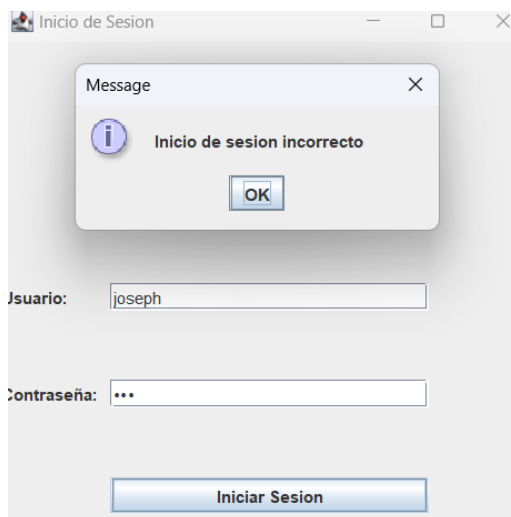 Inicio de Sesion
Message
Inicio de sesion incorrecto
OK
Usuario:
joseph
Contraseña:
•••
Iniciar Sesion